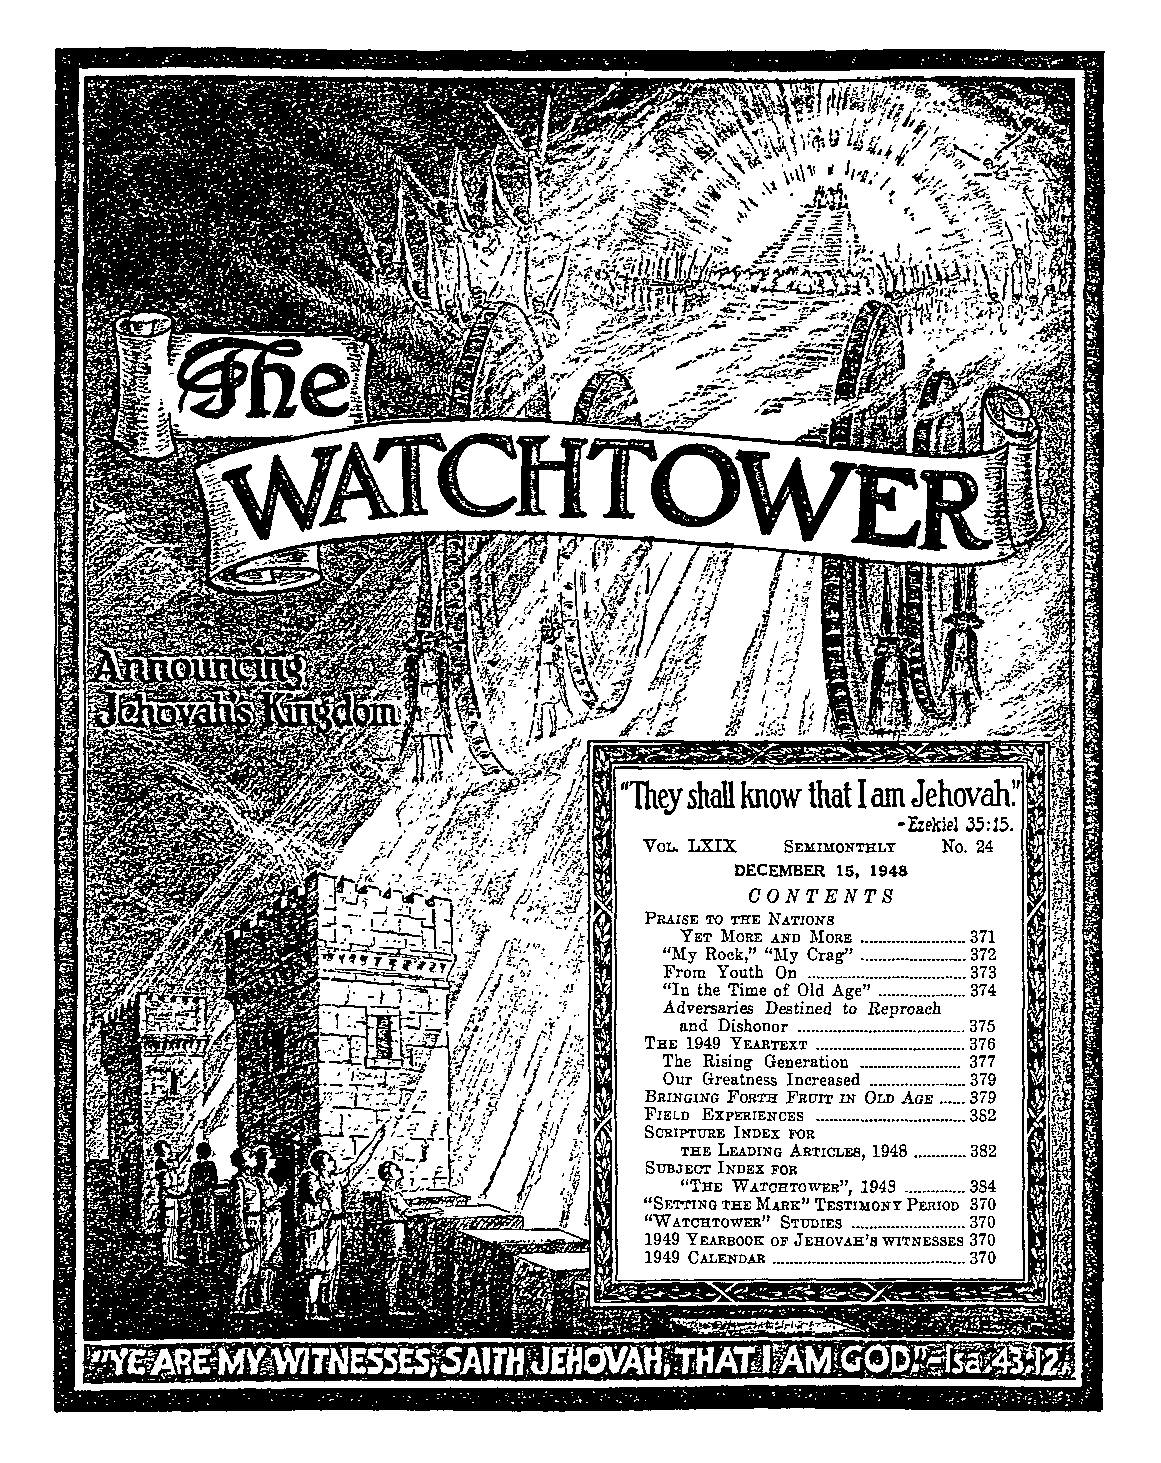 The
WATCHTOWER
Announcing
Jehovah's Kingdom
"They shall know that I am Jehovah."
-Ezekiel 35:15.
VOL. LXIX SEMIMONTHLY No. 24
DECEMBER 15, 1948
CONTENTS
PRAISE TO THE NATIONS
YET MORE AND MORE ........................ 371
"My Rock," "My Crag" ........................ 372
From Youth On .................................... 373
"In the Time of Old Age" .................... 374
Adversaries Destined to Reproach
and Dishonor ...................................... 375
THE 1949 YEARTEXT .................................. 376
The Rising Generation ........................ 377
Our Greatness Increased ...................... 379
BRINGING FORTH FRUIT IN OLD AGE ...... 379
FIELD EXPERIENCES .................................. 382
SCRIPTURE INDEX FOR
THE LEADING ARTICLES, 1948 ............ 382
SUBJECT INDEX FOR
"THE WATCHTOWER", 1948 .............. 384
"SETTING THE MARK" TESTIMONY PERIOD 370
"WATCHTOWER" STUDIES .......................... 370
1949 YEARBOOK OF JEHOVAH'S WITNESSES 370
1949 CALENDAR ............................................ 370
"YE ARE MY WITNESSES, SAITH JEHOVAH, THAT I AM GOD."-Isa. 43:12.